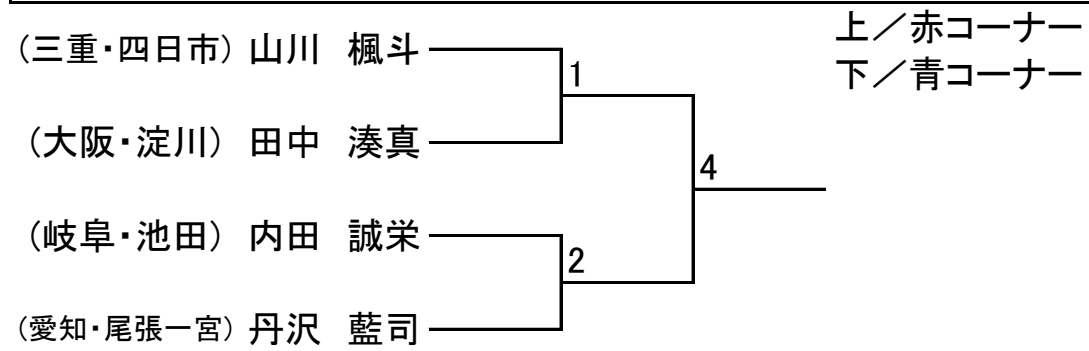 上／赤コーナー
下／青コーナー
(三重・四日市) 山川 楓斗
1
(大阪・淀川) 田中 湊真
4
(岐阜・池田) 内田 誠栄
2
(愛知・尾張一宮) 丹沢 藍司